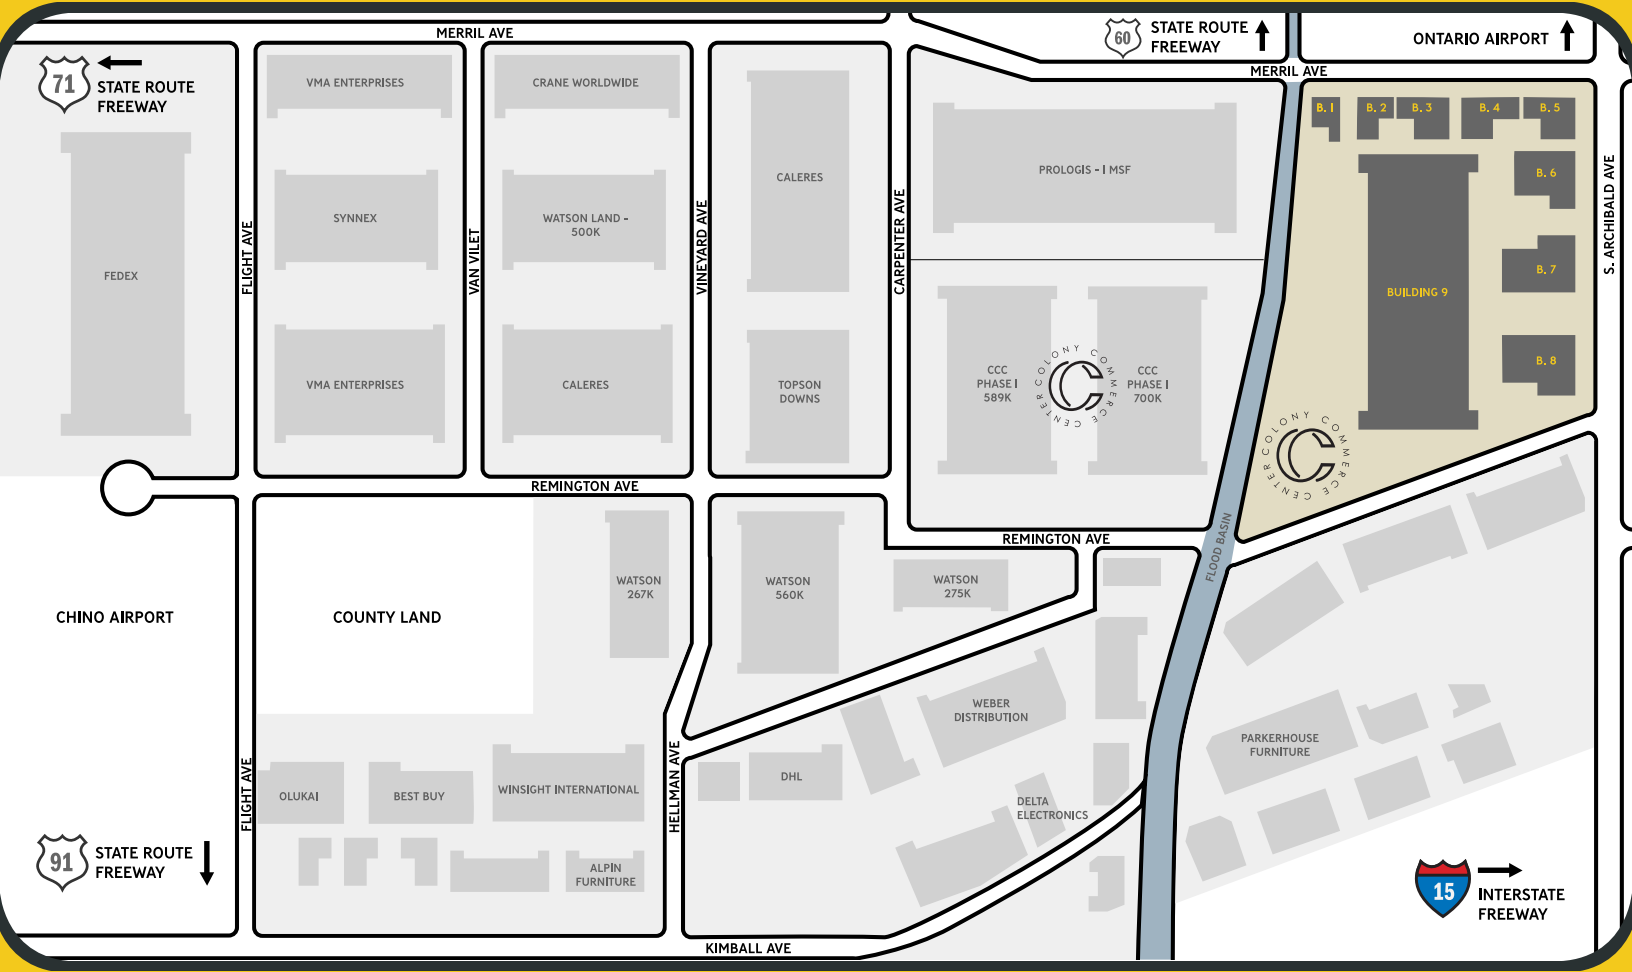 MERRIL AVE
60
STATE ROUTE
FREEWAY
ONTARIO AIRPORT
MERRIL AVE
71
STATE ROUTE
FREEWAY
VMA ENTERPRISES
CRANE WORLDWIDE
CALERES
PROLOGIS - I MSF
B. 1
B. 2
B. 3
B. 4
B. 5
B. 6
B. 7
B. 8
BUILDING 9
S. ARCHIBALD AVE
FEDEX
FLIGHT AVE
SYNNEX
VAN VILET
WATSON LAND -
500K
VINEYARD AVE
CARPENTER AVE
VMA ENTERPRISES
CALERES
TOPSON
DOWNS
CCC
PHASE I
589K
COLONY COMMERCE CENTER
CCC
PHASE I
700K
COLONY COMMERCE CENTER
REMINGTON AVE
REMINGTON AVE
FLOOD BASIN
CHINO AIRPORT
COUNTY LAND
WATSON
267K
WATSON
560K
WATSON
275K
WEBER
DISTRIBUTION
PARKERHOUSE
FURNITURE
FLIGHT AVE
OLUKAI
BEST BUY
WINSIGHT INTERNATIONAL
HELLMAN AVE
DHL
DELTA
ELECTRONICS
91
STATE ROUTE
FREEWAY
ALPIN
FURNITURE
15
INTERSTATE
FREEWAY
KIMBALL AVE